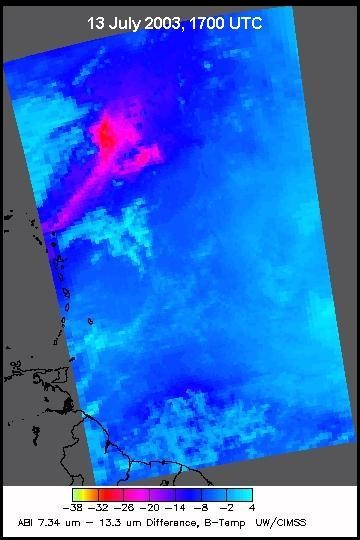 13 July 2003, 1700 UTC
-38 -32 -26 -20 -14 -8 -2 4
ABI 7.34 um - 13.3 um Difference, B-Temp UW/CIMSS